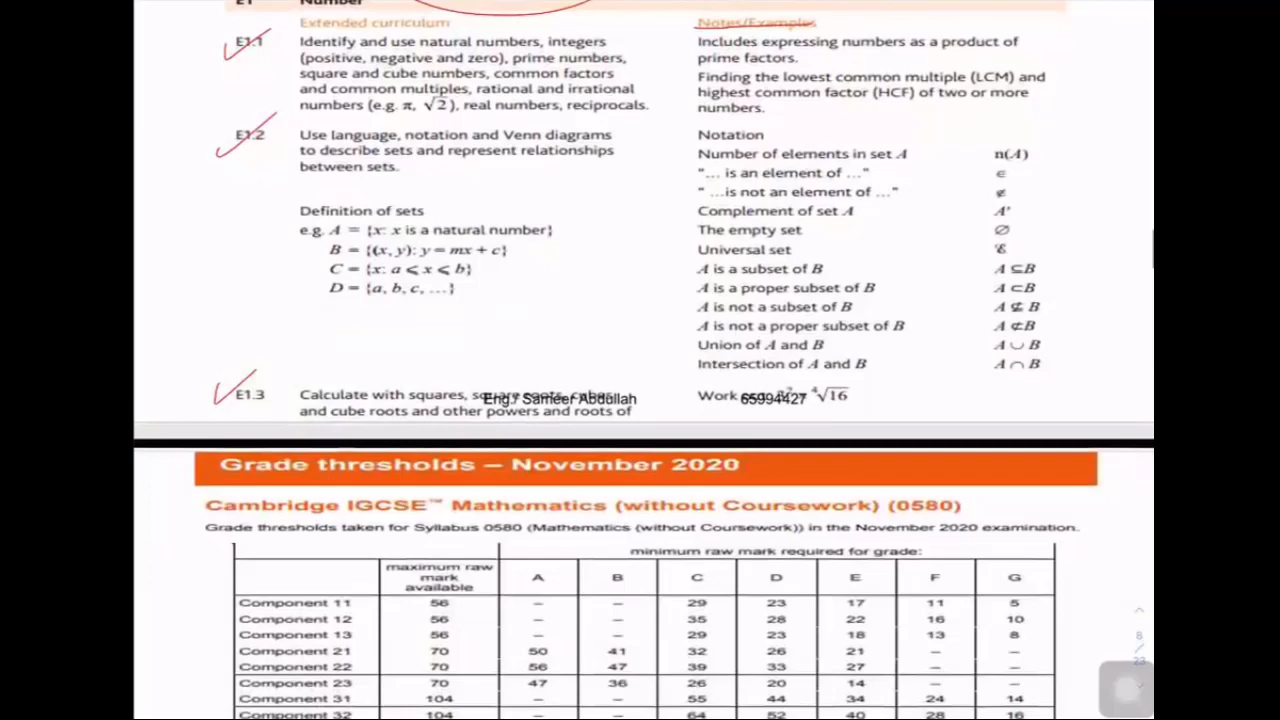 E1 Number
Extended curriculum Notes/Examples
E1.1 Identify and use natural numbers, integers Includes expressing numbers as a product of
(positive, negative and zero), prime numbers, prime factors.
square and cube numbers, common factors Finding the lowest common multiple (LCM) and
and common multiples, rational and irrational highest common factor (HCF) of two or more
numbers (e.g. π, √2), real numbers, reciprocals. numbers.
E1.2 Use language, notation and Venn diagrams Notation
to describe sets and represent relationships Number of elements in set A n(A)
between sets. "… is an element of …" ∈
"…is not an element of …" ∉
Definition of sets Complement of set A A'
e.g. A = {x: x is a natural number} The empty set ∅
B = {(x, y): y = mx + c} Universal set ℰ
C = {x: a ⩽ x ⩽ b} A is a subset of B A ⊆ B
D = {a, b, c, …} A is a proper subset of B A ⊂ B
A is not a subset of B A ⊈ B
A is not a proper subset of B A ⊄ B
Union of A and B A ∪ B
Intersection of A and B A ∩ B
E1.3 Calculate with squares, Work ⁴√16
Eng./ Sameer Abdullah 65994427
and cube roots and other powers and roots of
Grade thresholds – November 2020
Cambridge IGCSE™ Mathematics (without Coursework) (0580)
Grade thresholds taken for Syllabus 0580 (Mathematics (without Coursework)) in the November 2020 examination.
minimum raw mark required for grade:
maximum raw mark available A B C D E F G
Component 11 56 – – 29 23 17 11 5
Component 12 56 – – 35 28 22 16 10
Component 13 56 – – 29 23 18 13 8
Component 21 70 50 41 32 26 21 – –
Component 22 70 56 47 39 33 27 – –
Component 23 70 47 36 26 20 14 – –
Component 31 104 – – 55 44 34 24 14
Component 32 104 – – 64 52 40 28 16
8
/
23